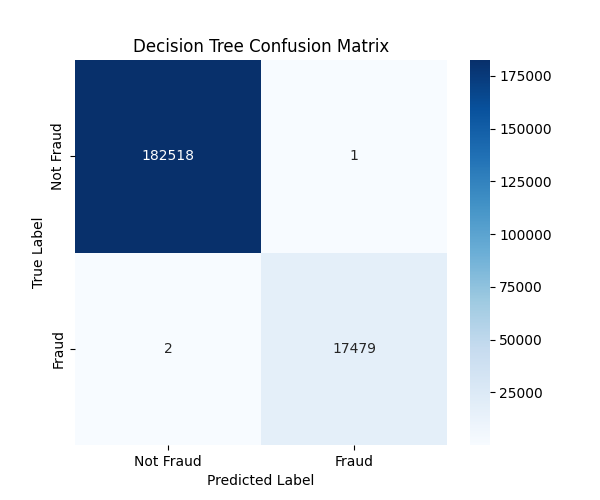 Decision Tree Confusion Matrix
True Label
Not Fraud
Fraud
182518
1
2
17479
Not Fraud
Fraud
Predicted Label
175000
150000
125000
100000
75000
50000
25000